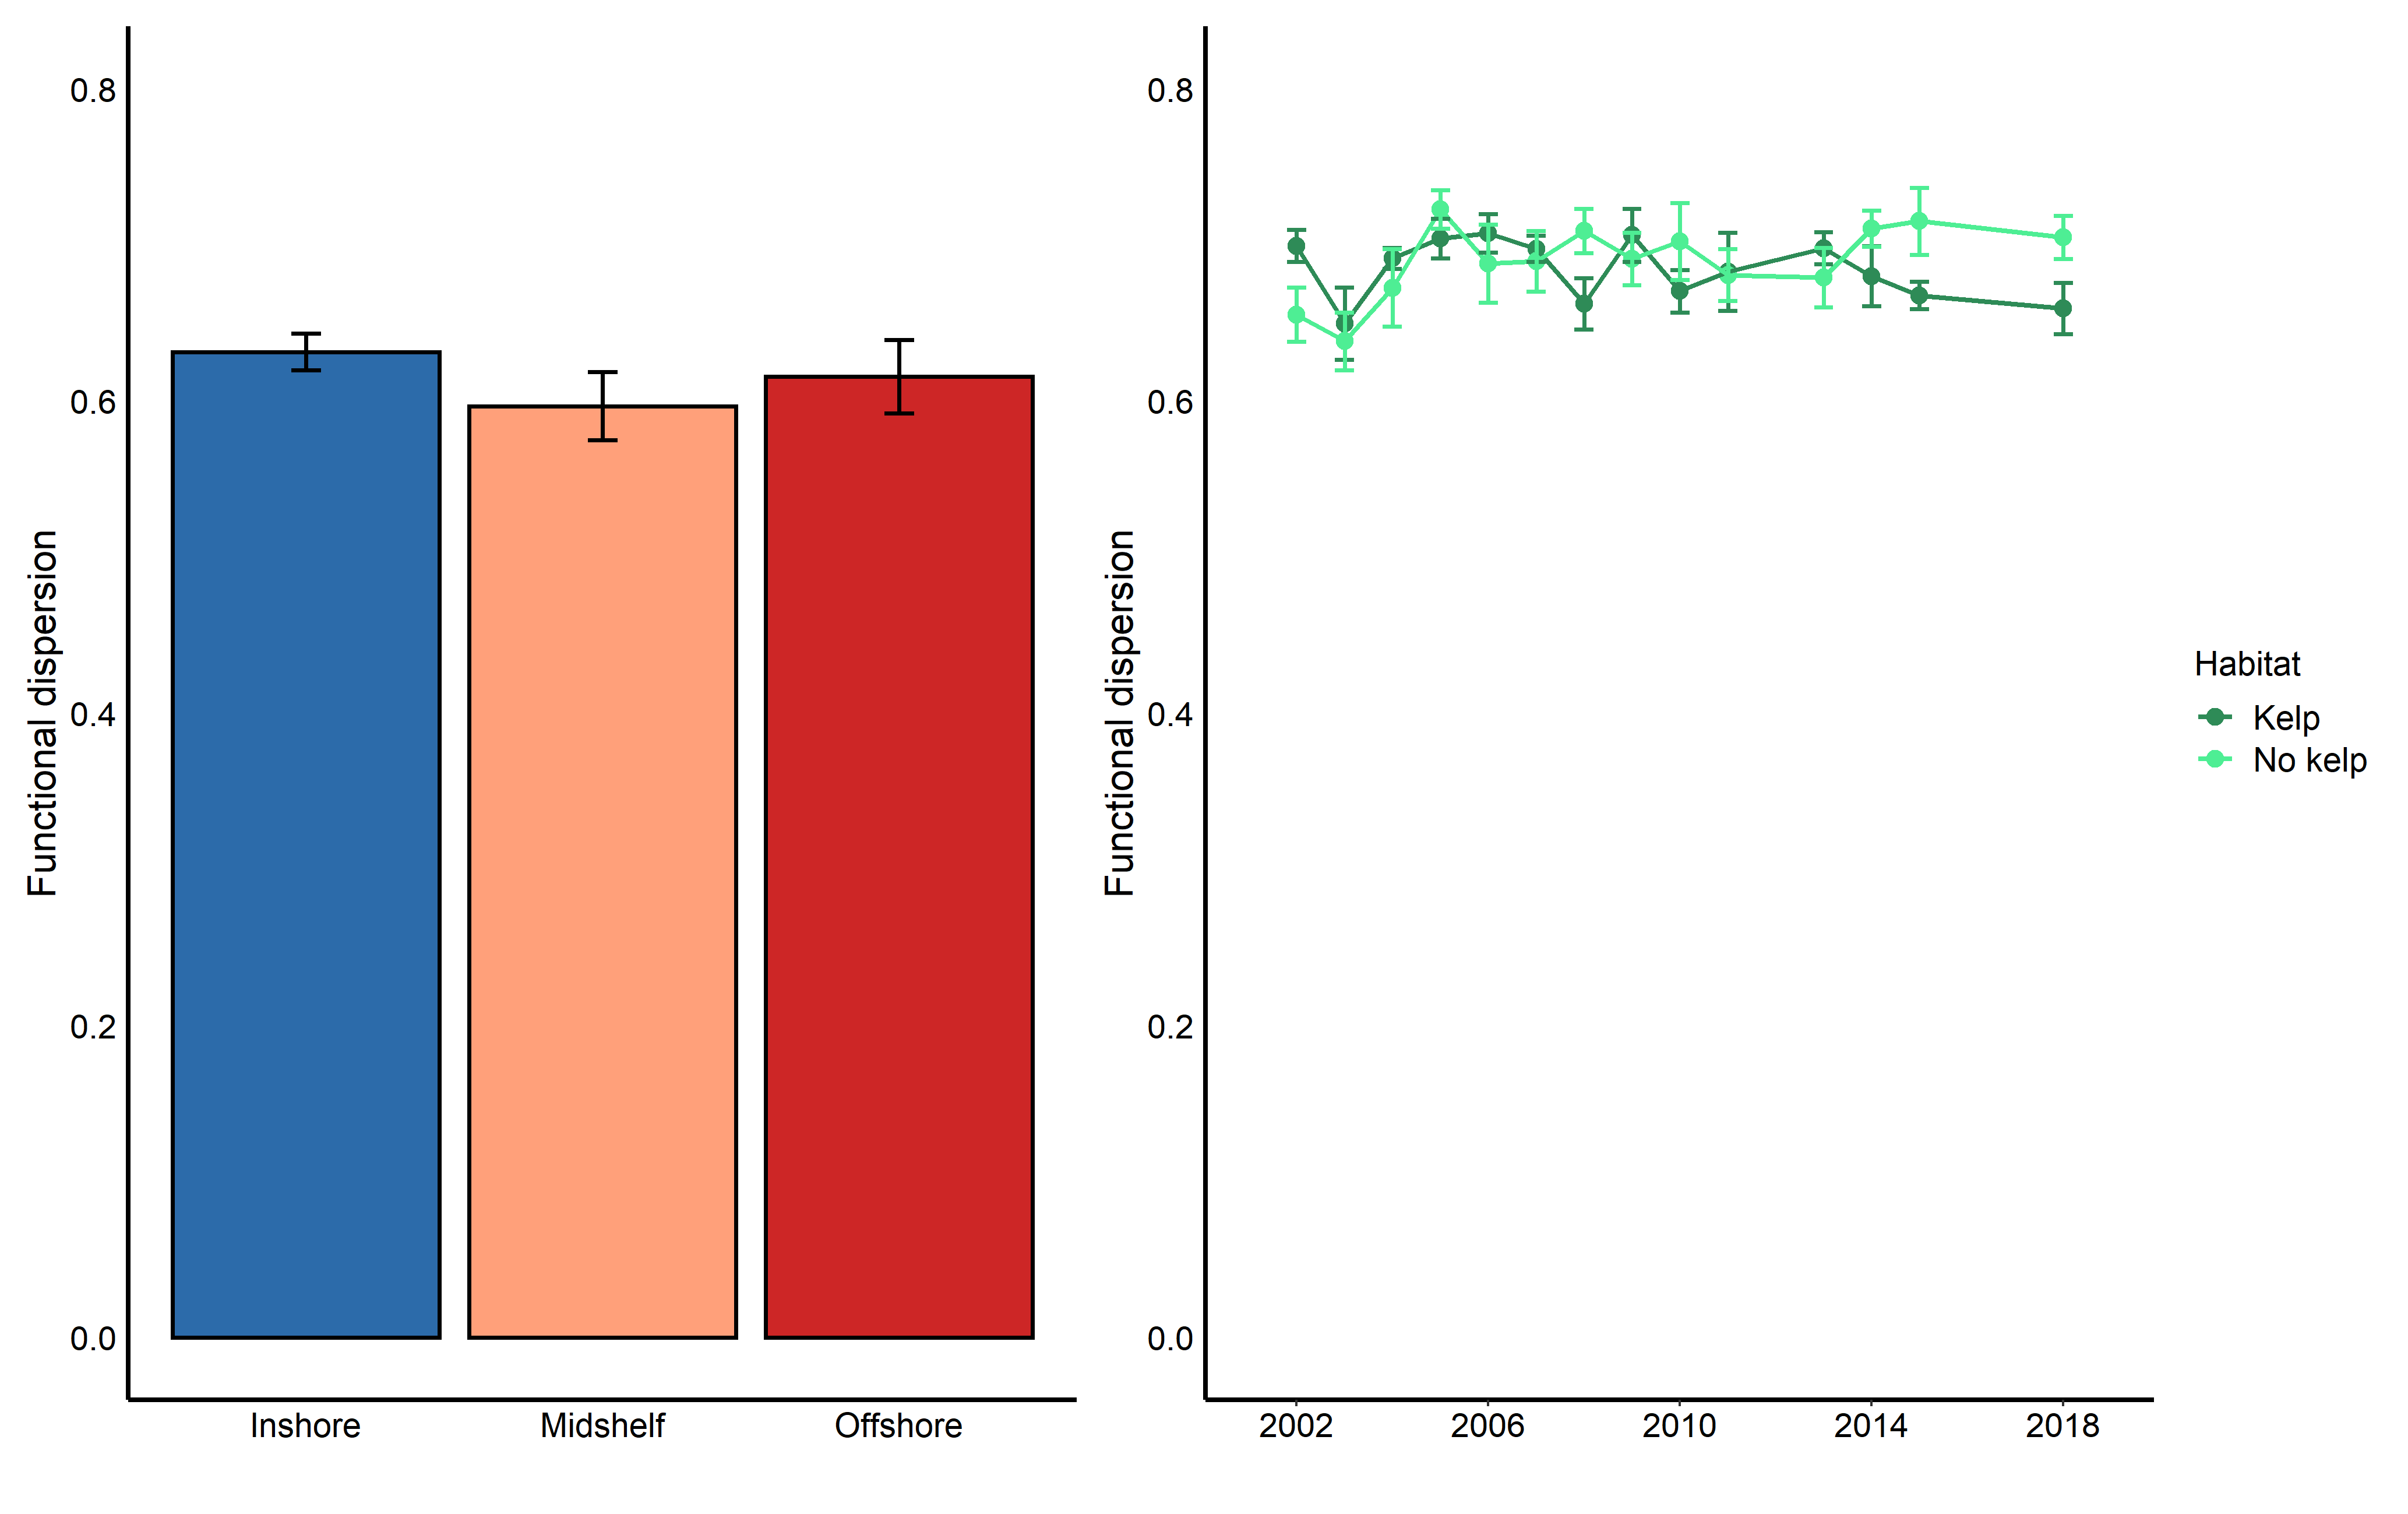 Functional dispersion
0.8
0.6
0.4
0.2
0.0
Inshore Midshelf Offshore
Functional dispersion
0.8
0.6
0.4
0.2
0.0
2002 2006 2010 2014 2018
Habitat
Kelp
No kelp